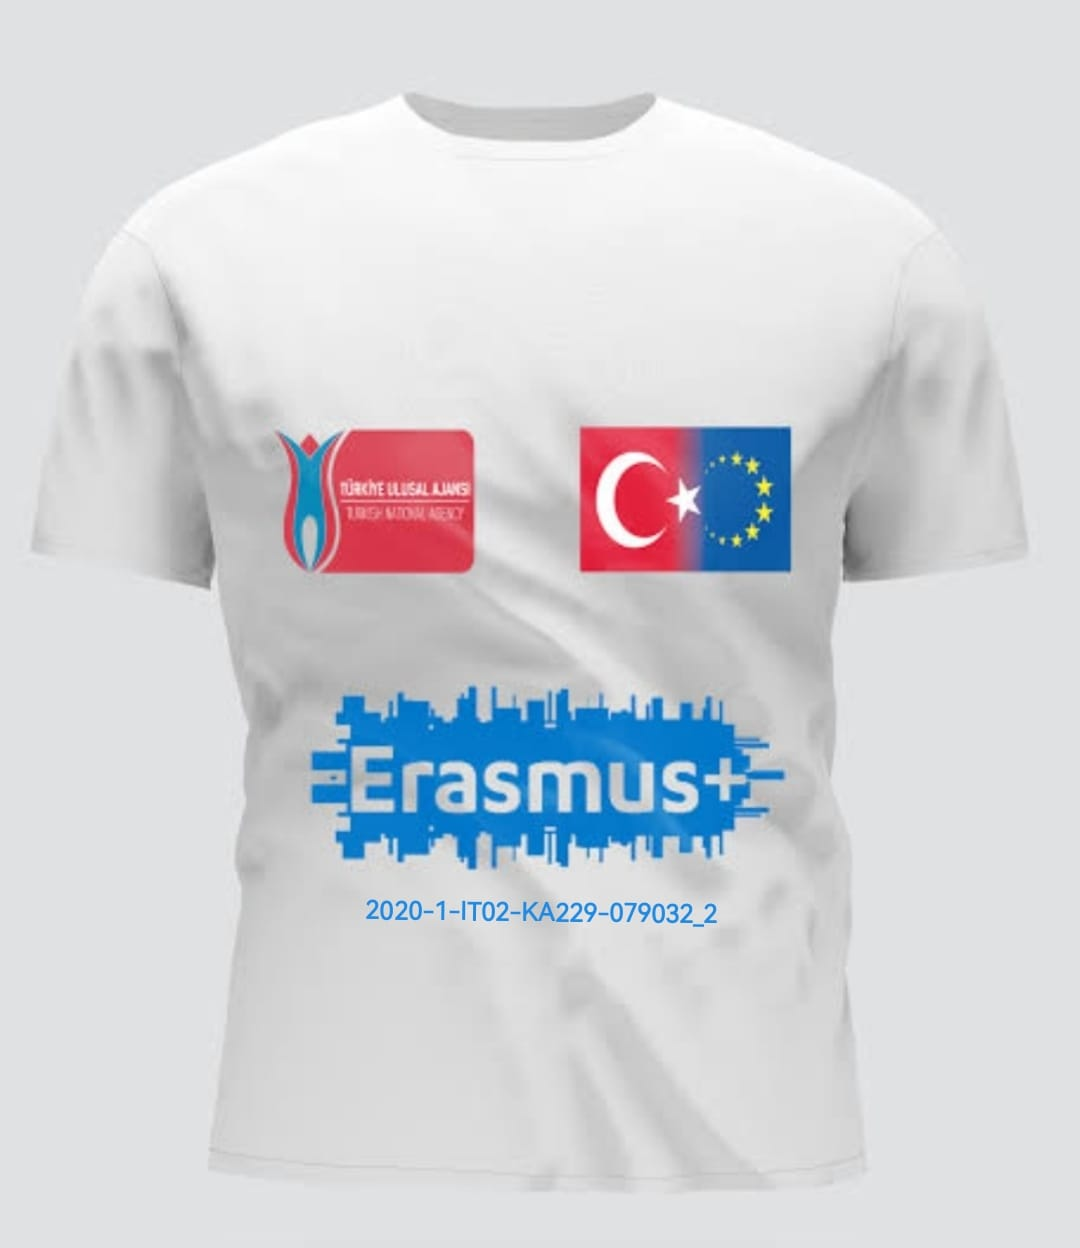 TÜRKİYE ULUSAL AJANSI
TURKISH NATIONAL AGENCY
Erasmus+
2020-1-IT02-KA229-079032_2